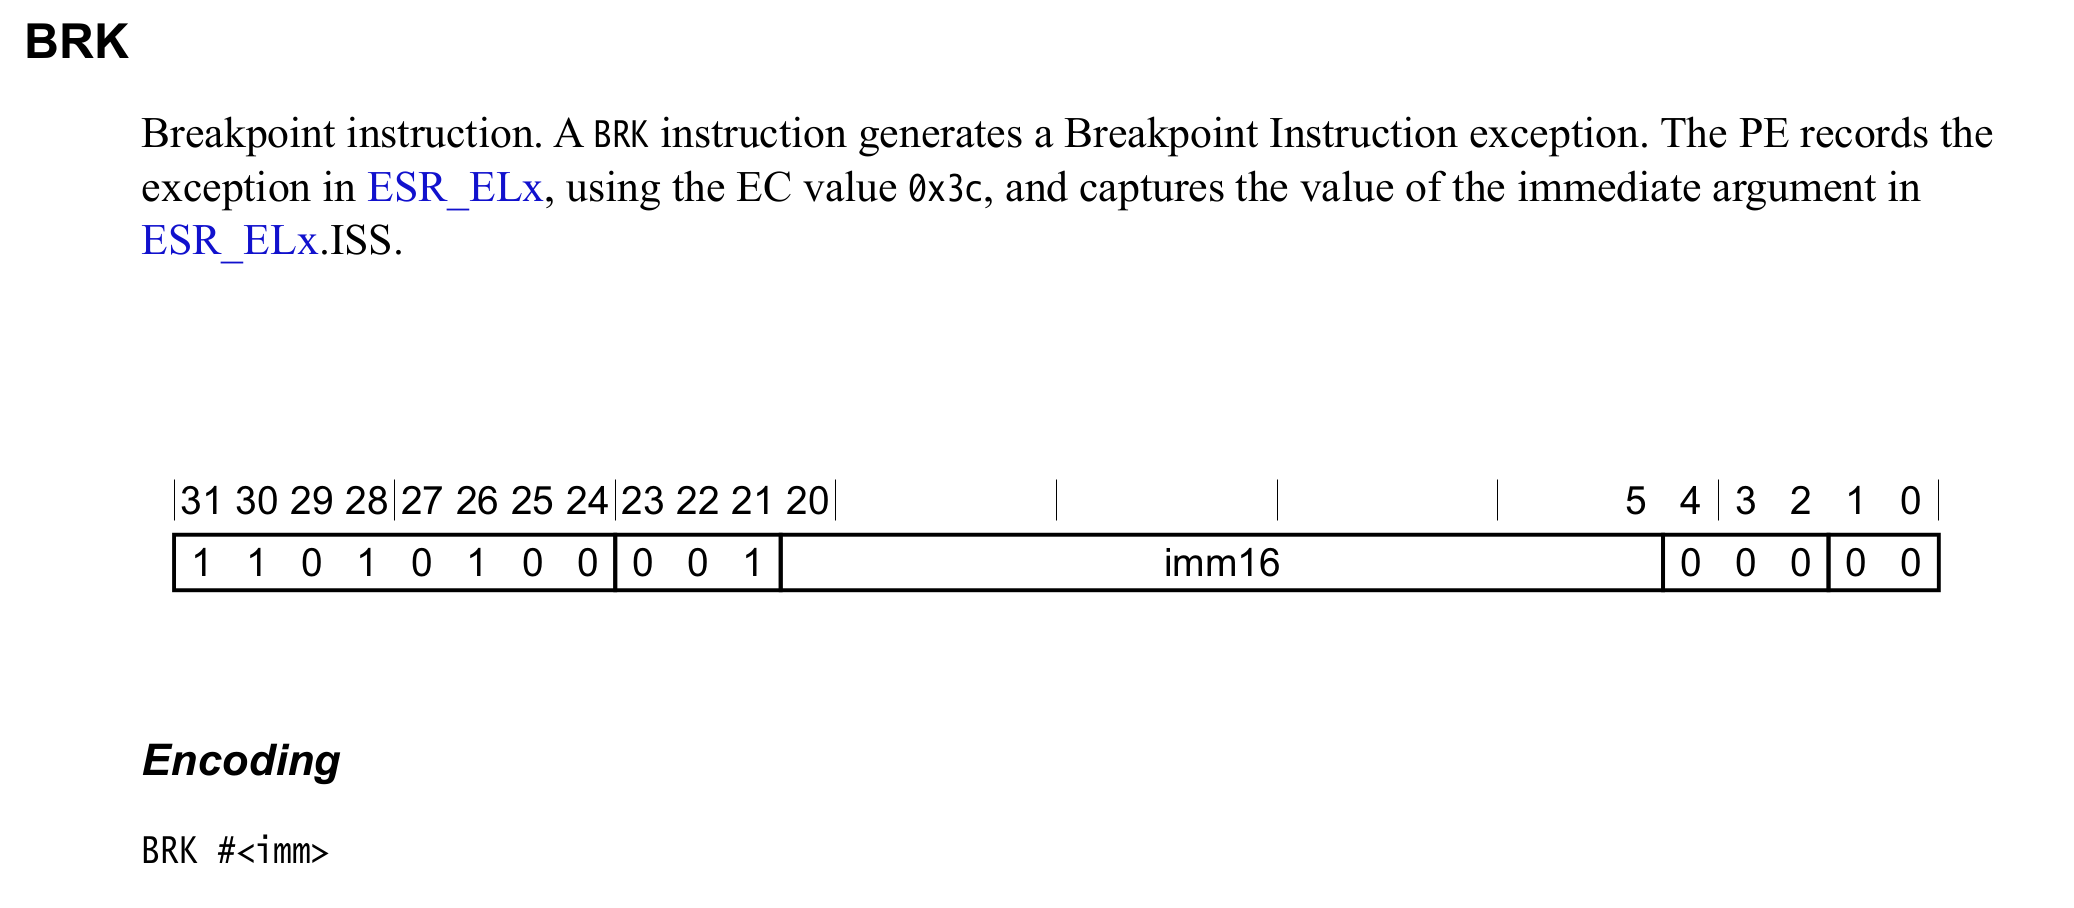 BRK
Breakpoint instruction. A BRK instruction generates a Breakpoint Instruction exception. The PE records the
exception in ESR_ELx, using the EC value 0x3c, and captures the value of the immediate argument in
ESR_ELx.ISS.
31 30 29 28 27 26 25 24 23 22 21 20 5 4 3 2 1 0
1 1 0 1 0 1 0 0 0 0 1 imm16 0 0 0 0 0
Encoding
BRK #<imm>